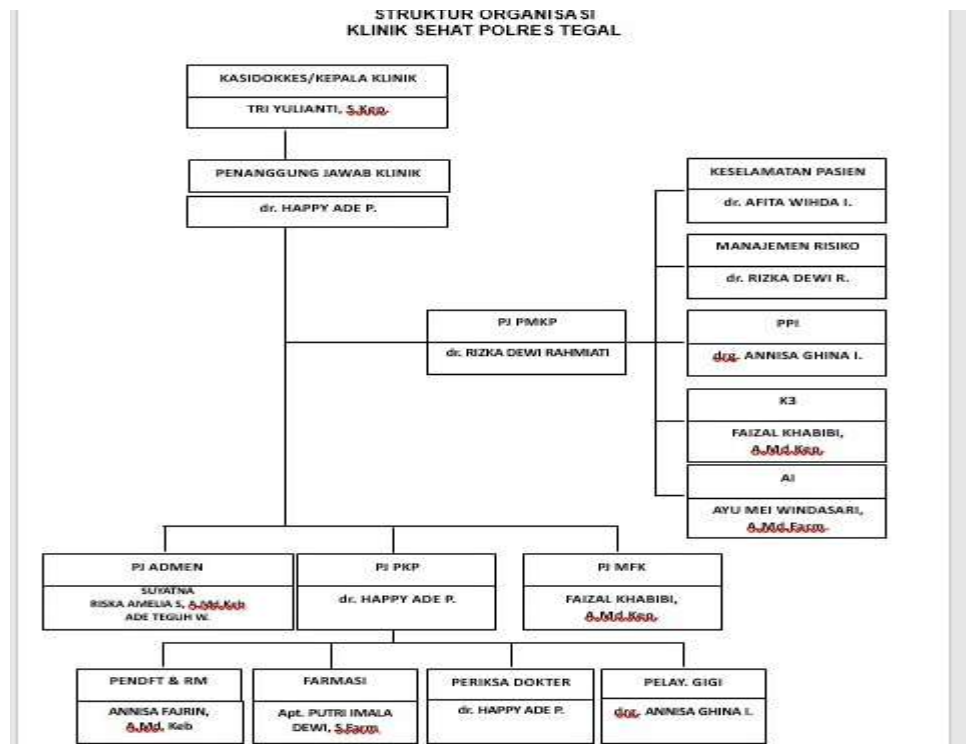 STRUKTUR ORGANISASI
KLINIK SEHAT POLRES TEGAL
KASIDOKKES/KEPALA KLINIK
TRI YULIANTI, S.Kep.
PENANGGUNG JAWAB KLINIK
dr. HAPPY ADE P.
KESELAMATAN PASIEN
dr. AFITA WIHDA I.
MANAJEMEN RISIKO
dr. RIZKA DEWI R.
PJ PMKP
dr. RIZKA DEWI RAHMIATI
PPI
drg. ANNISA GHINA I.
K3
FAIZAL KHABIBI,
A.Md.Kep.
AI
AYU MEI WINDASARI,
A.Md.Farm
PJ ADMEN
SUYATNA
RISKA AMELIA S, A.Md.Keb
ADE TEGUH W.
PJ PKP
dr. HAPPY ADE P.
PJ MFK
FAIZAL KHABIBI,
A.Md.Kep.
PENDFT & RM
ANNISA FAJRIN,
A.Md. Keb
FARMASI
Apt. PUTRI IMALA
DEWI, S.Farm
PERIKSA DOKTER
dr. HAPPY ADE P.
PELAY. GIGI
drg. ANNISA GHINA I.